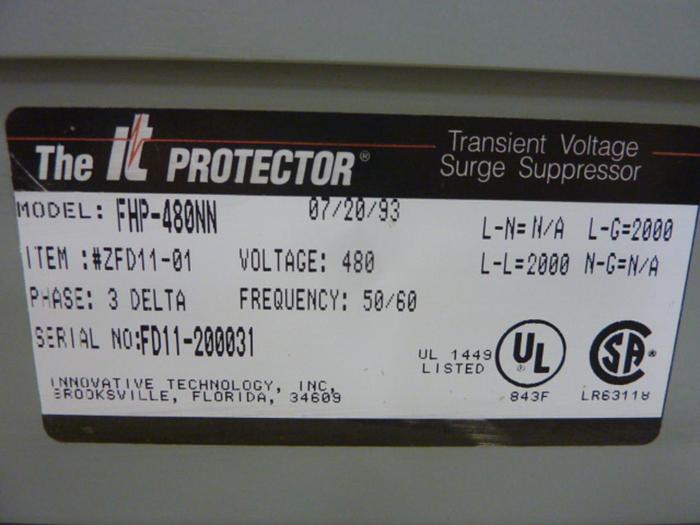 The it PROTECTOR®
Transient Voltage
Surge Suppressor
MODEL: FHP-480NN 07/20/93
L-N=N/A L-G=2000
ITEM :#ZFD11-01 VOLTAGE: 480
L-L=2000 N-G=N/A
PHASE: 3 DELTA FREQUENCY: 50/60
SERIAL NO:FD11-200031
UL 1449
LISTED
UL
843F
SA
LR63118
INNOVATIVE TECHNOLOGY, INC,
BROOKSVILLE, FLORIDA, 34609